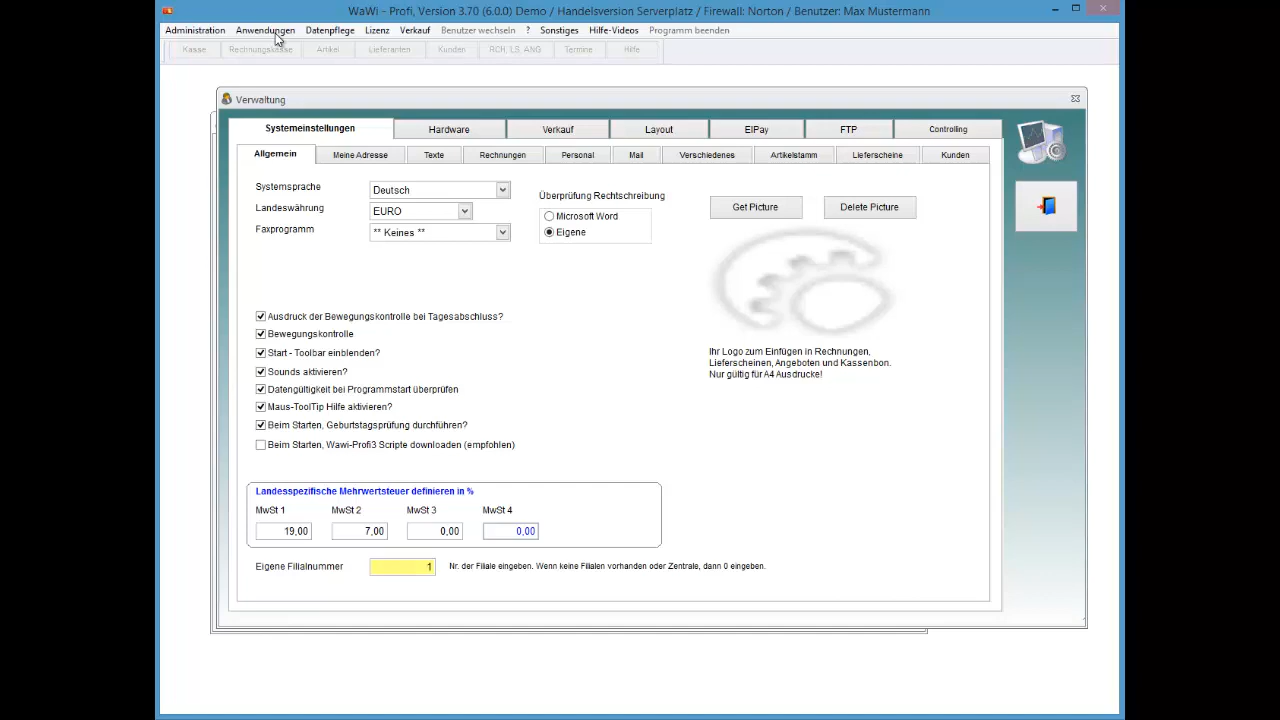 WaWi - Profi, Version 3.70 (6.0.0) Demo / Handelsversion Serverplatz / Firewall: Norton / Benutzer: Max Mustermann
Administration Anwendungen Datenpflege Lizenz Verkauf Benutzer wechseln ? Sonstiges Hilfe-Videos Programm beenden
Kasse Rechnungskasse Artikel Lieferanten Kunden RCH, LS, ANG Termine Hilfe
Verwaltung
Systemeinstellungen Hardware Verkauf Layout ElPay FTP Controlling
Allgemein Meine Adresse Texte Rechnungen Personal Mail Verschiedenes Artikelstamm Lieferscheine Kunden
Systemsprache Deutsch
Landeswährung EURO
Faxprogramm ** Keines **
Überprüfung Rechtschreibung
Microsoft Word
Eigene
Get Picture Delete Picture
Ihr Logo zum Einfügen in Rechnungen,
Lieferscheinen, Angeboten und Kassenbon.
Nur gültig für A4 Ausdrucke!
Ausdruck der Bewegungskontrolle bei Tagesabschluss?
Bewegungskontrolle
Start - Toolbar einblenden?
Sounds aktivieren?
Datengültigkeit bei Programmstart überprüfen
Maus-ToolTip Hilfe aktivieren?
Beim Starten, Geburtstagsprüfung durchführen?
Beim Starten, Wawi-Profi3 Scripte downloaden (empfohlen)
Landesspezifische Mehrwertsteuer definieren in %
MwSt 1 MwSt 2 MwSt 3 MwSt 4
19,00 7,00 0,00 0,00
Eigene Filialnummer 1 Nr. der Filiale eingeben. Wenn keine Filialen vorhanden oder Zentrale, dann 0 eingeben.